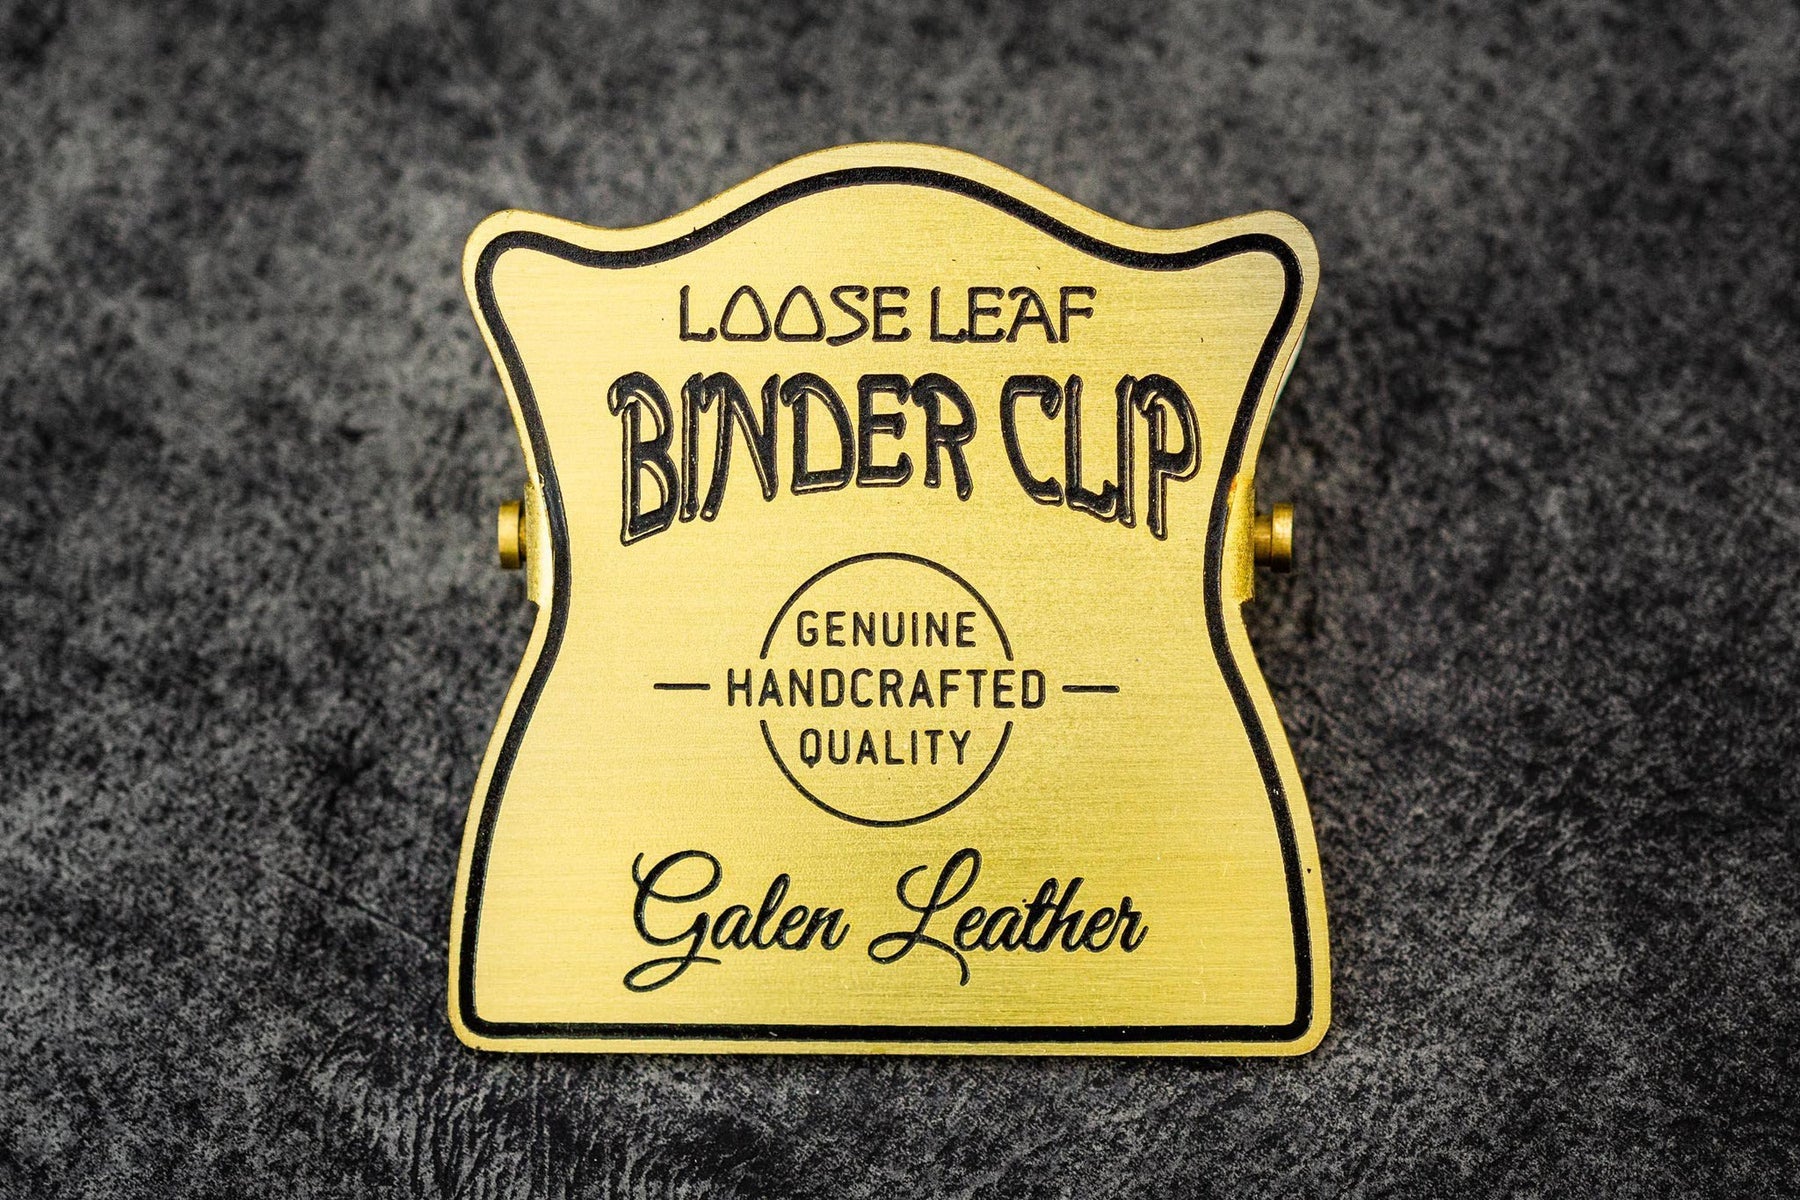 LOOSE LEAF
BINDER CLIP
GENUINE
HANDCRAFTED
QUALITY
Galen Leather